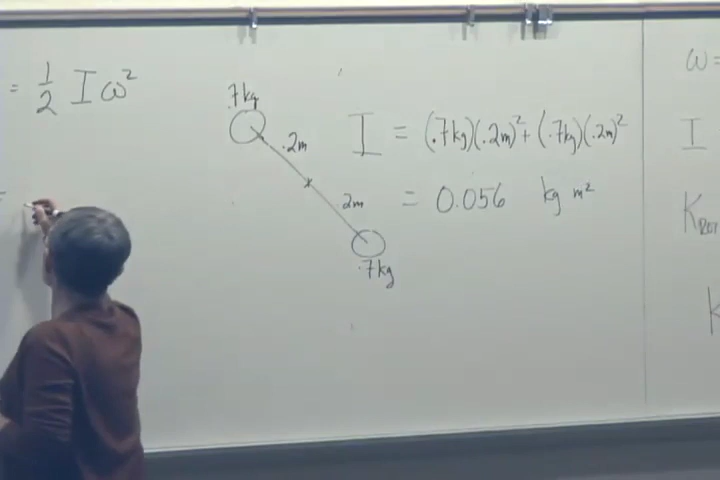 = 1/2 I ω²
.7kg
.2m
.2m
.7kg
I = (.7kg)(.2m)² + (.7kg)(.2m)²
= 0.056 kg m²
=
ω =
I
K_ROT
K